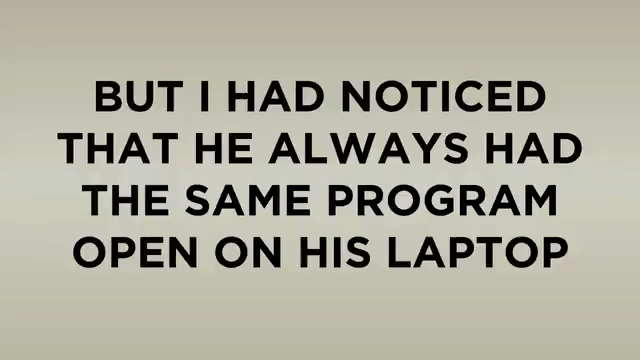 BUT I HAD NOTICED
THAT HE ALWAYS HAD
THE SAME PROGRAM
OPEN ON HIS LAPTOP